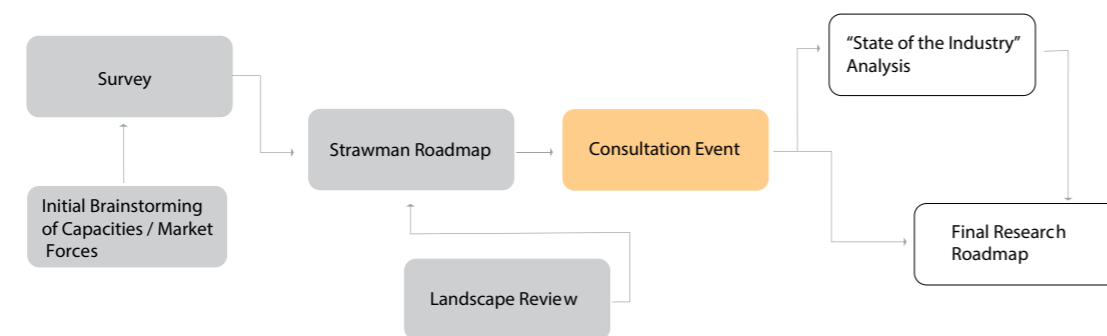 Survey
Initial Brainstorming
of Capacities / Market
Forces
Strawman Roadmap
Landscape Review
Consultation Event
“State of the Industry”
Analysis
Final Research
Roadmap